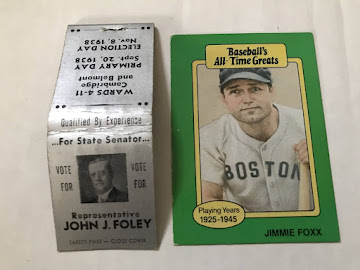 Nov. 8, 1938
ELECTION DAY
Sept. 20, 1938
PRIMARY DAY
and Belmont
Cambridge
WARDS 4-11
Qualified By Experience
...For State Senator...
VOTE VOTE
FOR FOR
Representative
JOHN J. FOLEY
SAFETY FIRST — CLOSE COVER
Baseball's
All-Time Greats
BOSTON
Playing Years
1925-1945
JIMMIE FOXX